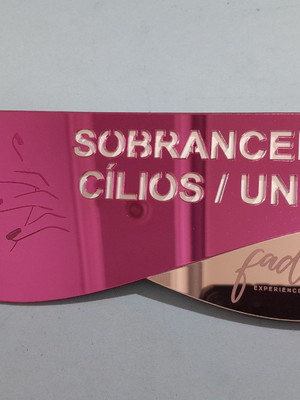 SOBRANCE
CÍLIOS / UN
fad
EXPERIENCE